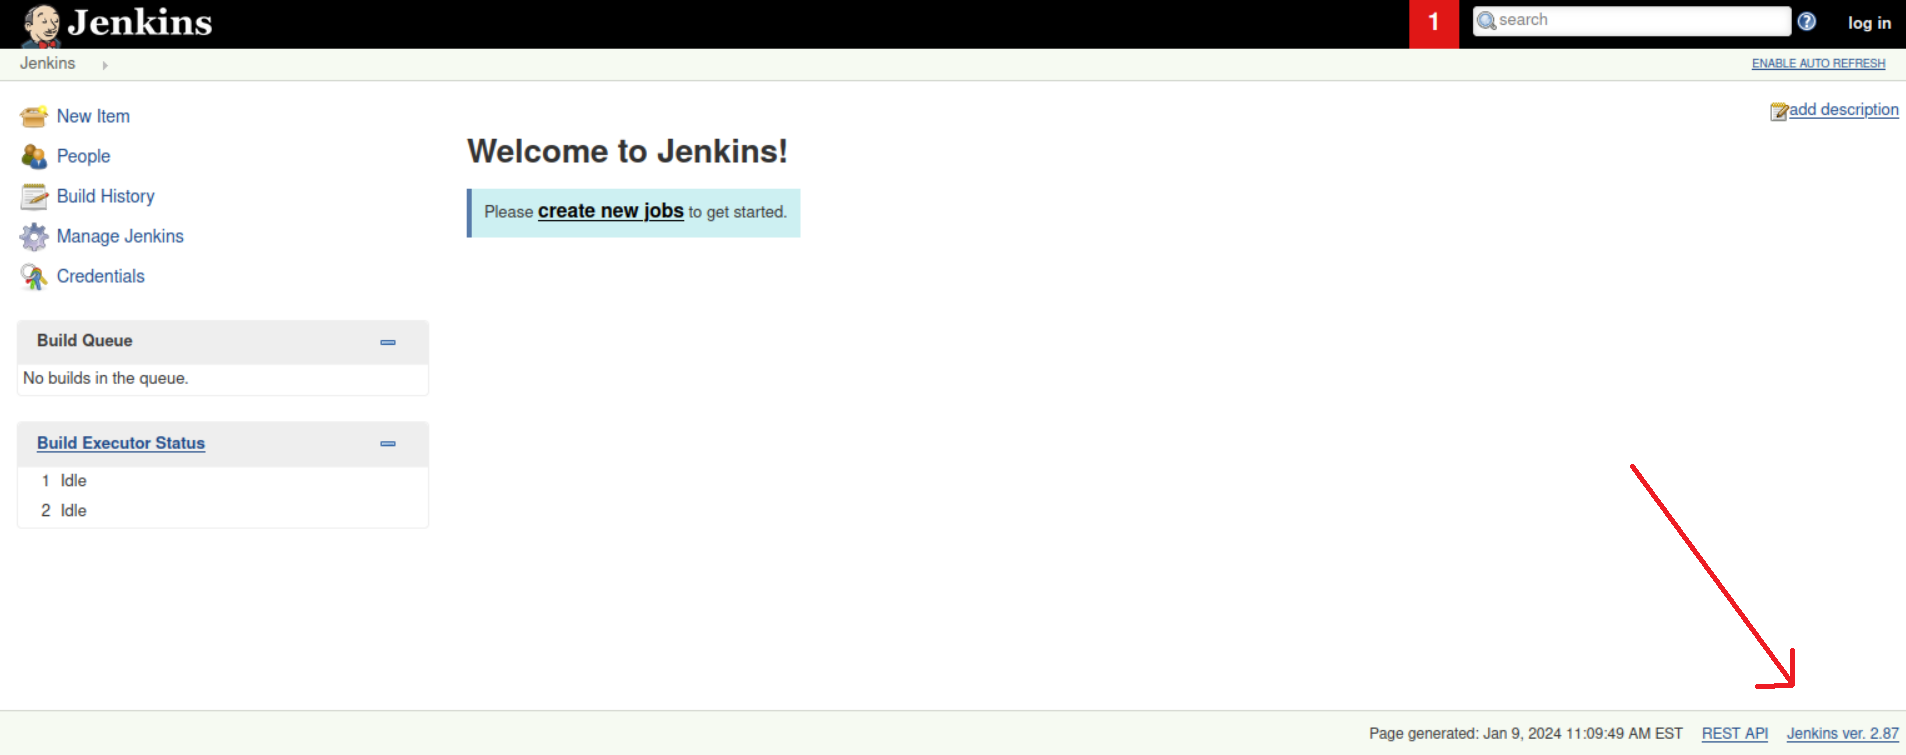 Jenkins
1
search
log in
Jenkins
ENABLE AUTO REFRESH
New Item
People
Build History
Manage Jenkins
Credentials
add description
Welcome to Jenkins!
Please create new jobs to get started.
Build Queue
No builds in the queue.
Build Executor Status
1 Idle
2 Idle
Page generated: Jan 9, 2024 11:09:49 AM EST REST API Jenkins ver. 2.87